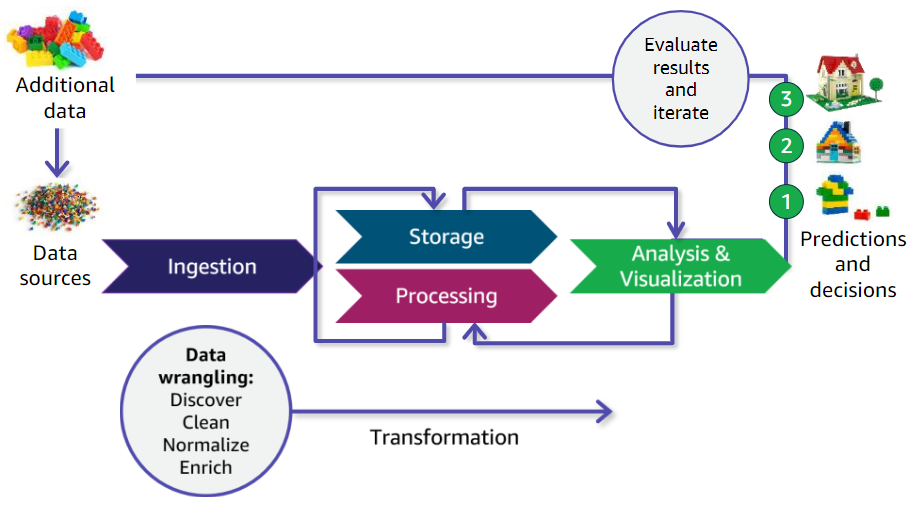 Additional
data
Evaluate
results
and
iterate
3
2
1
Data
sources
Ingestion
Storage
Processing
Analysis &
Visualization
Predictions
and
decisions
Data
wrangling:
Discover
Clean
Normalize
Enrich
Transformation